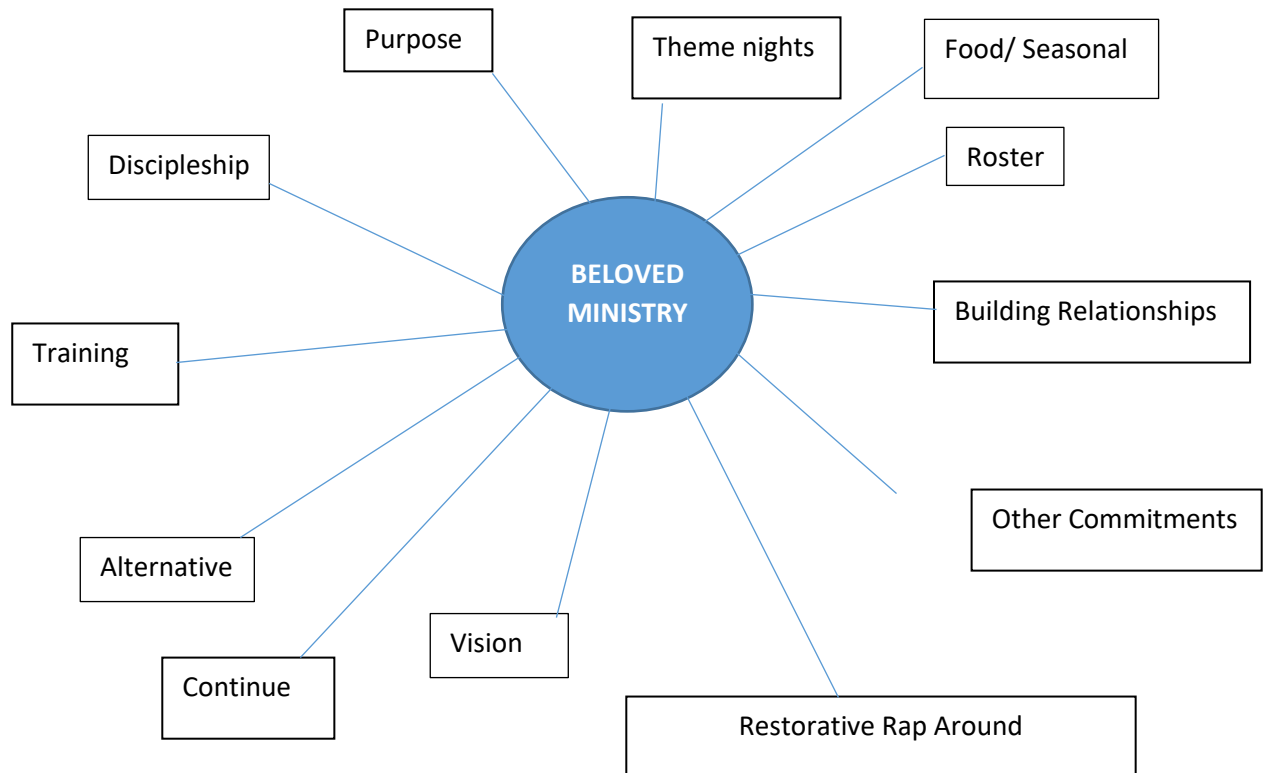 Purpose
Theme nights
Food/ Seasonal
Discipleship
Roster
BELOVED
MINISTRY
Building Relationships
Training
Other Commitments
Alternative
Vision
Continue
Restorative Rap Around